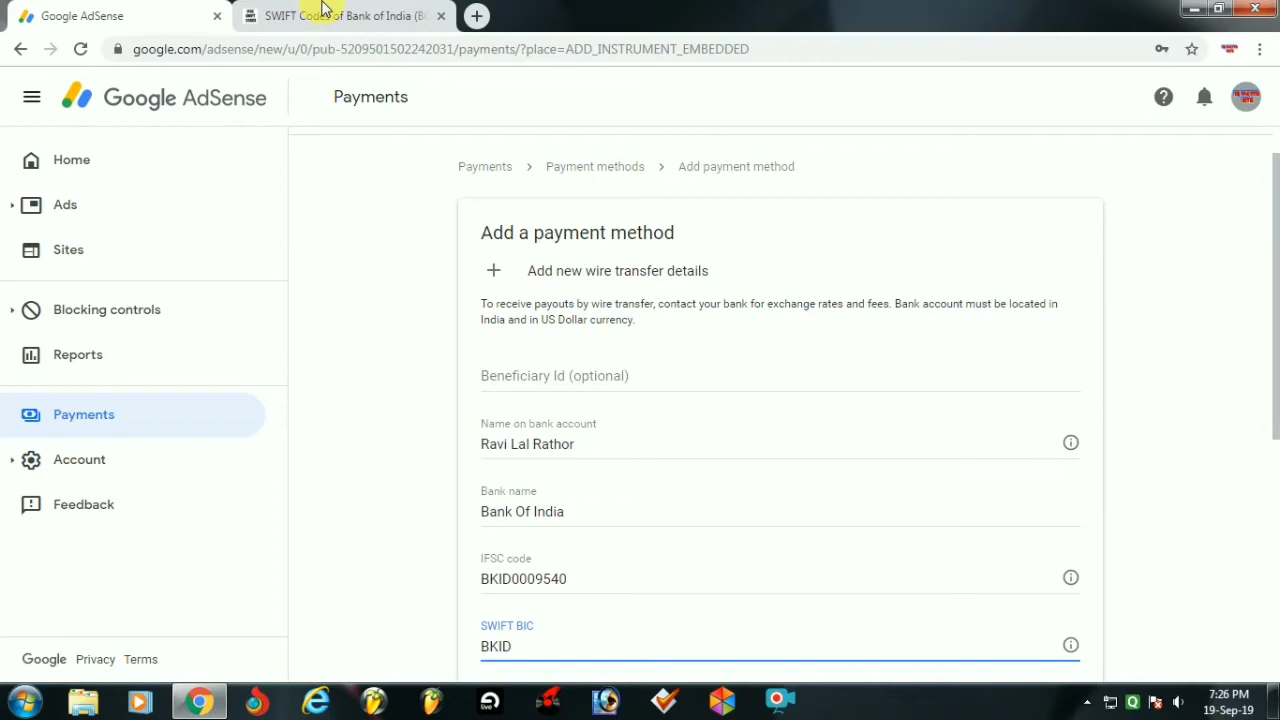 Google AdSense
SWIFT Codes of Bank of India (BO
google.com/adsense/new/u/0/pub-5209501502242031/payments/?place=ADD_INSTRUMENT_EMBEDDED
Google AdSense
Payments
Home
Ads
Sites
Blocking controls
Reports
Payments
Account
Feedback
Google Privacy Terms
Payments > Payment methods > Add payment method
Add a payment method
+ Add new wire transfer details
To receive payouts by wire transfer, contact your bank for exchange rates and fees. Bank account must be located in
India and in US Dollar currency.
Beneficiary Id (optional)
Name on bank account
Ravi Lal Rathor
Bank name
Bank Of India
IFSC code
BKID0009540
SWIFT BIC
BKID
live
7:26 PM
19-Sep-19